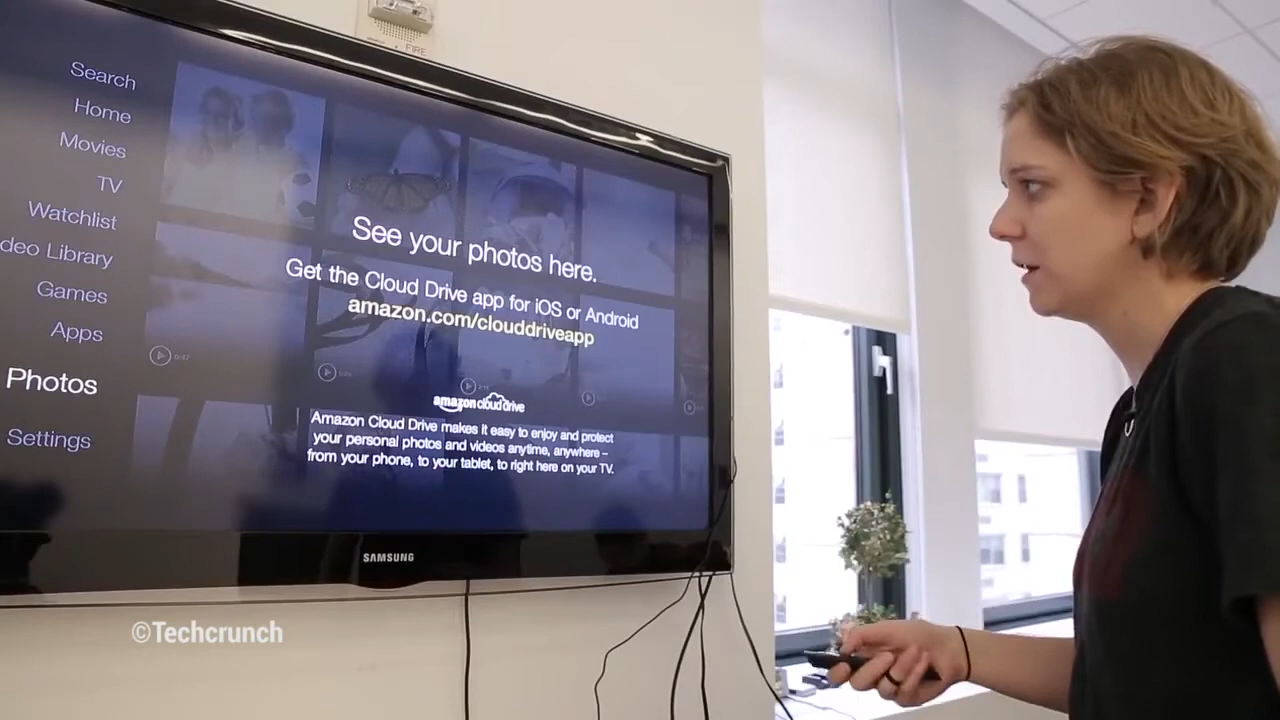 FIRE
Search
Home
Movies
TV
Watchlist
deo Library
Games
Apps
Photos
Settings
See your photos here.
Get the Cloud Drive app for iOS or Android
amazon.com/clouddriveapp
amazon cloud drive
Amazon Cloud Drive makes it easy to enjoy and protect
your personal photos and videos anytime, anywhere –
from your phone, to your tablet, to right here on your TV.
SAMSUNG
©Techcrunch